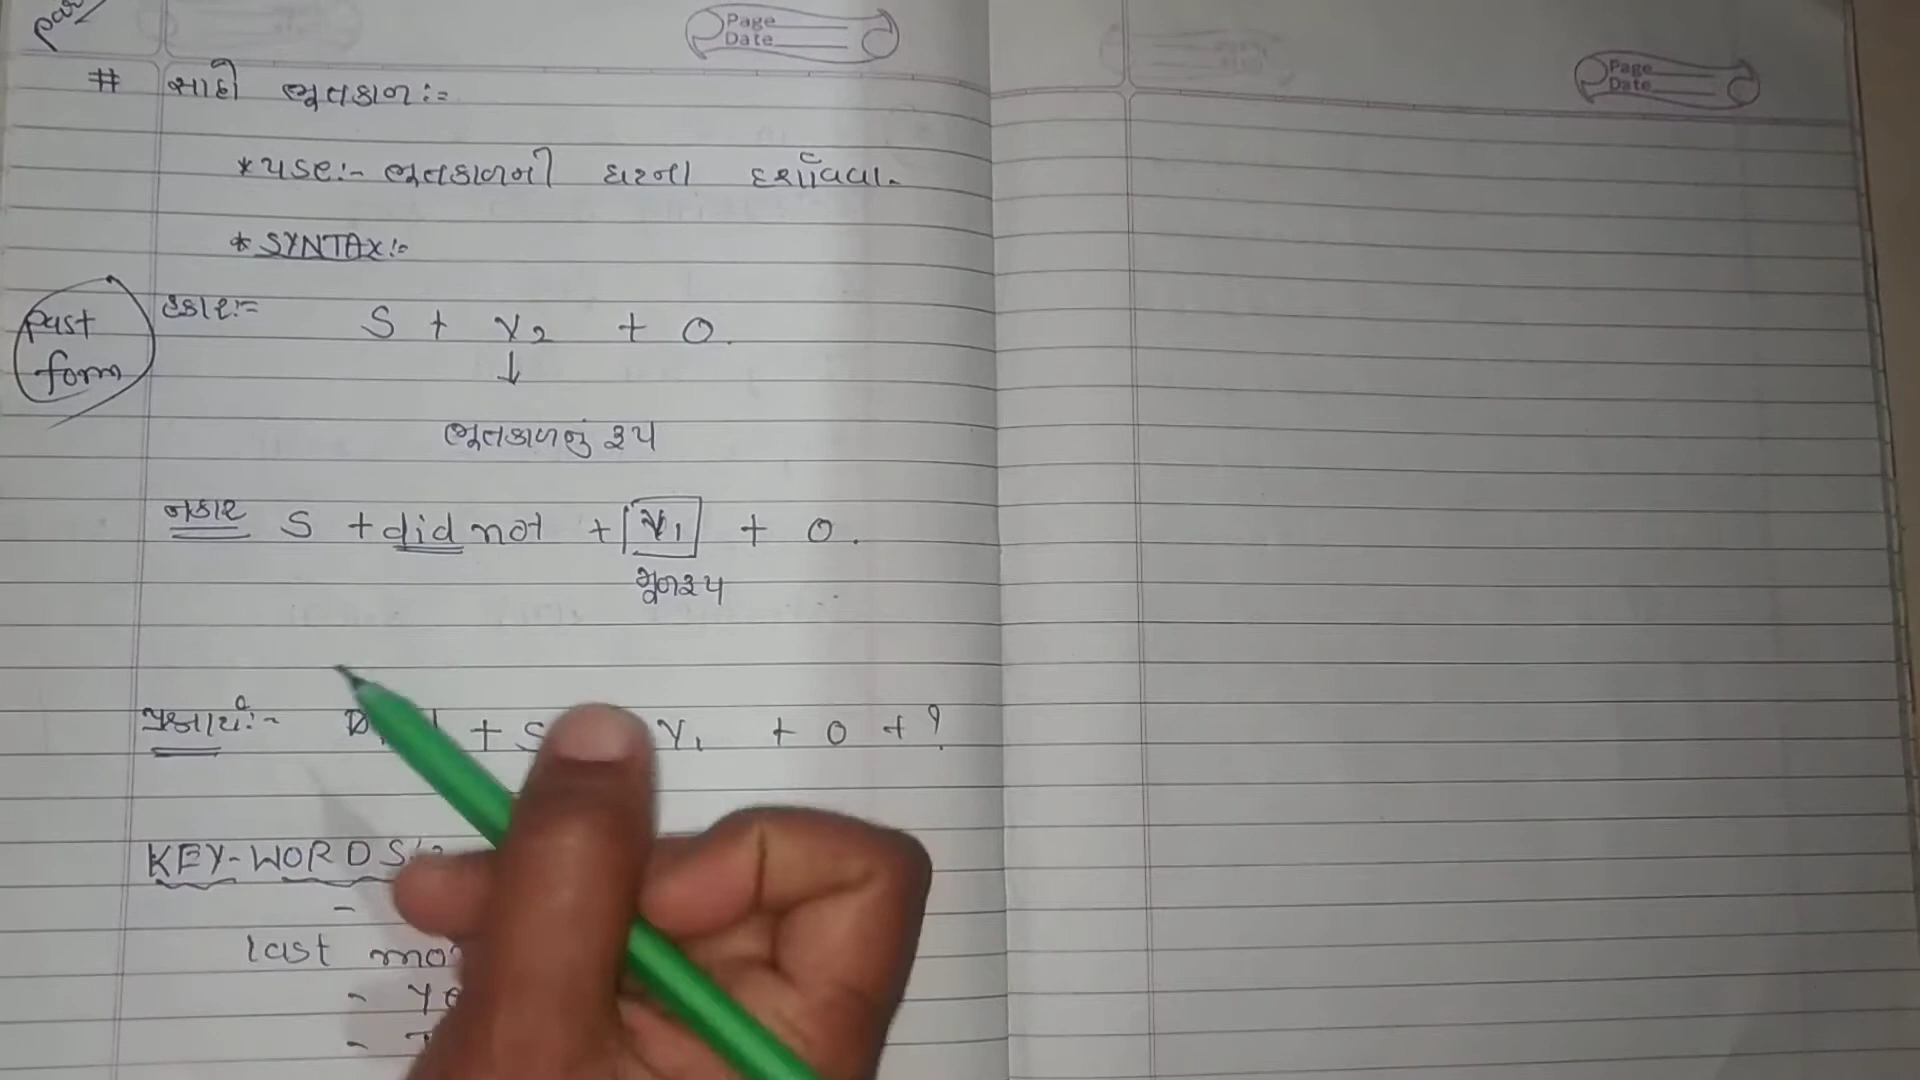 Page
Date
Page
Date
# સાદો ભૂતકાળ :-
* યુઝ :- ભૂતકાળની ઘટના દર્શાવવા.
* SYNTAX :-
past
form
હકાર :- S + V2 + O.
↓
ભૂતકાળનું રૂપ
નકાર S + did not + V1 + O.
મૂળરૂપ
પ્રશ્નાર્થ :- + S V1 + O + ?
KEY-WORDS :-
-
last
-
-